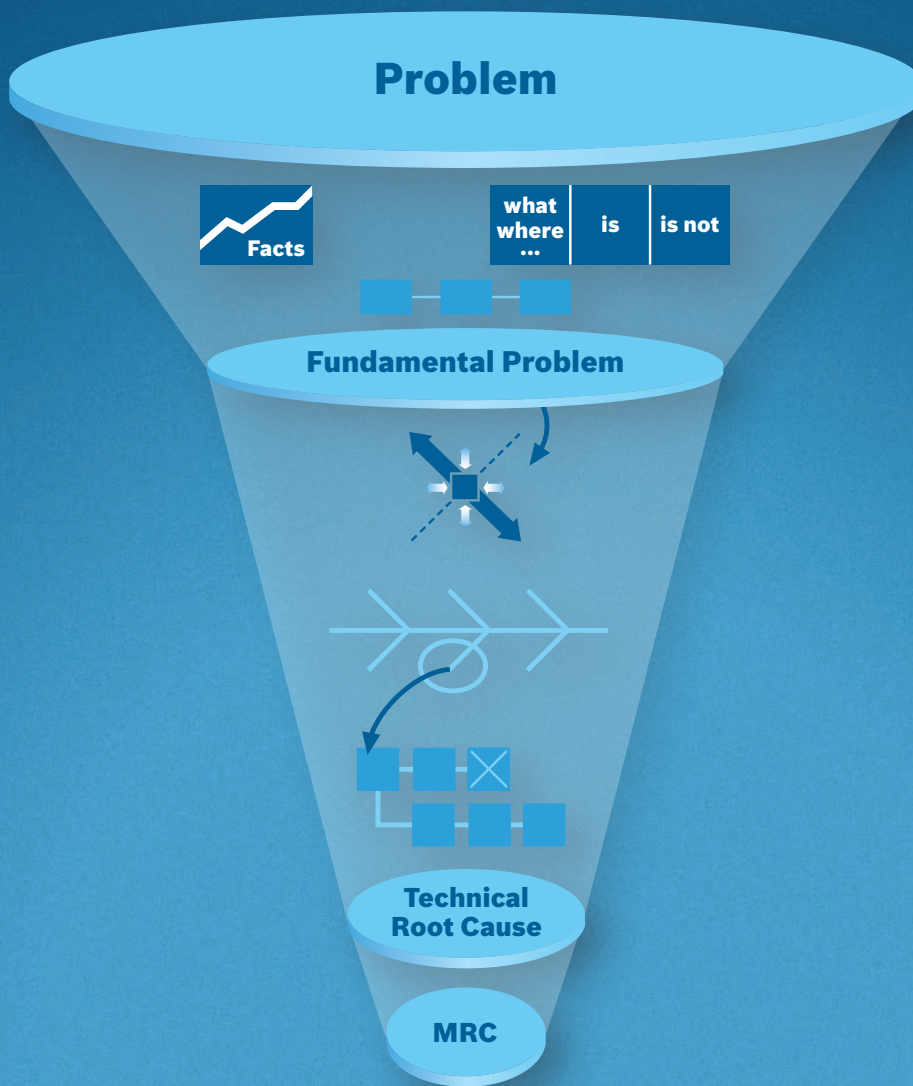 Problem
Facts
what
where
...
is
is not
Fundamental Problem
Technical
Root Cause
MRC